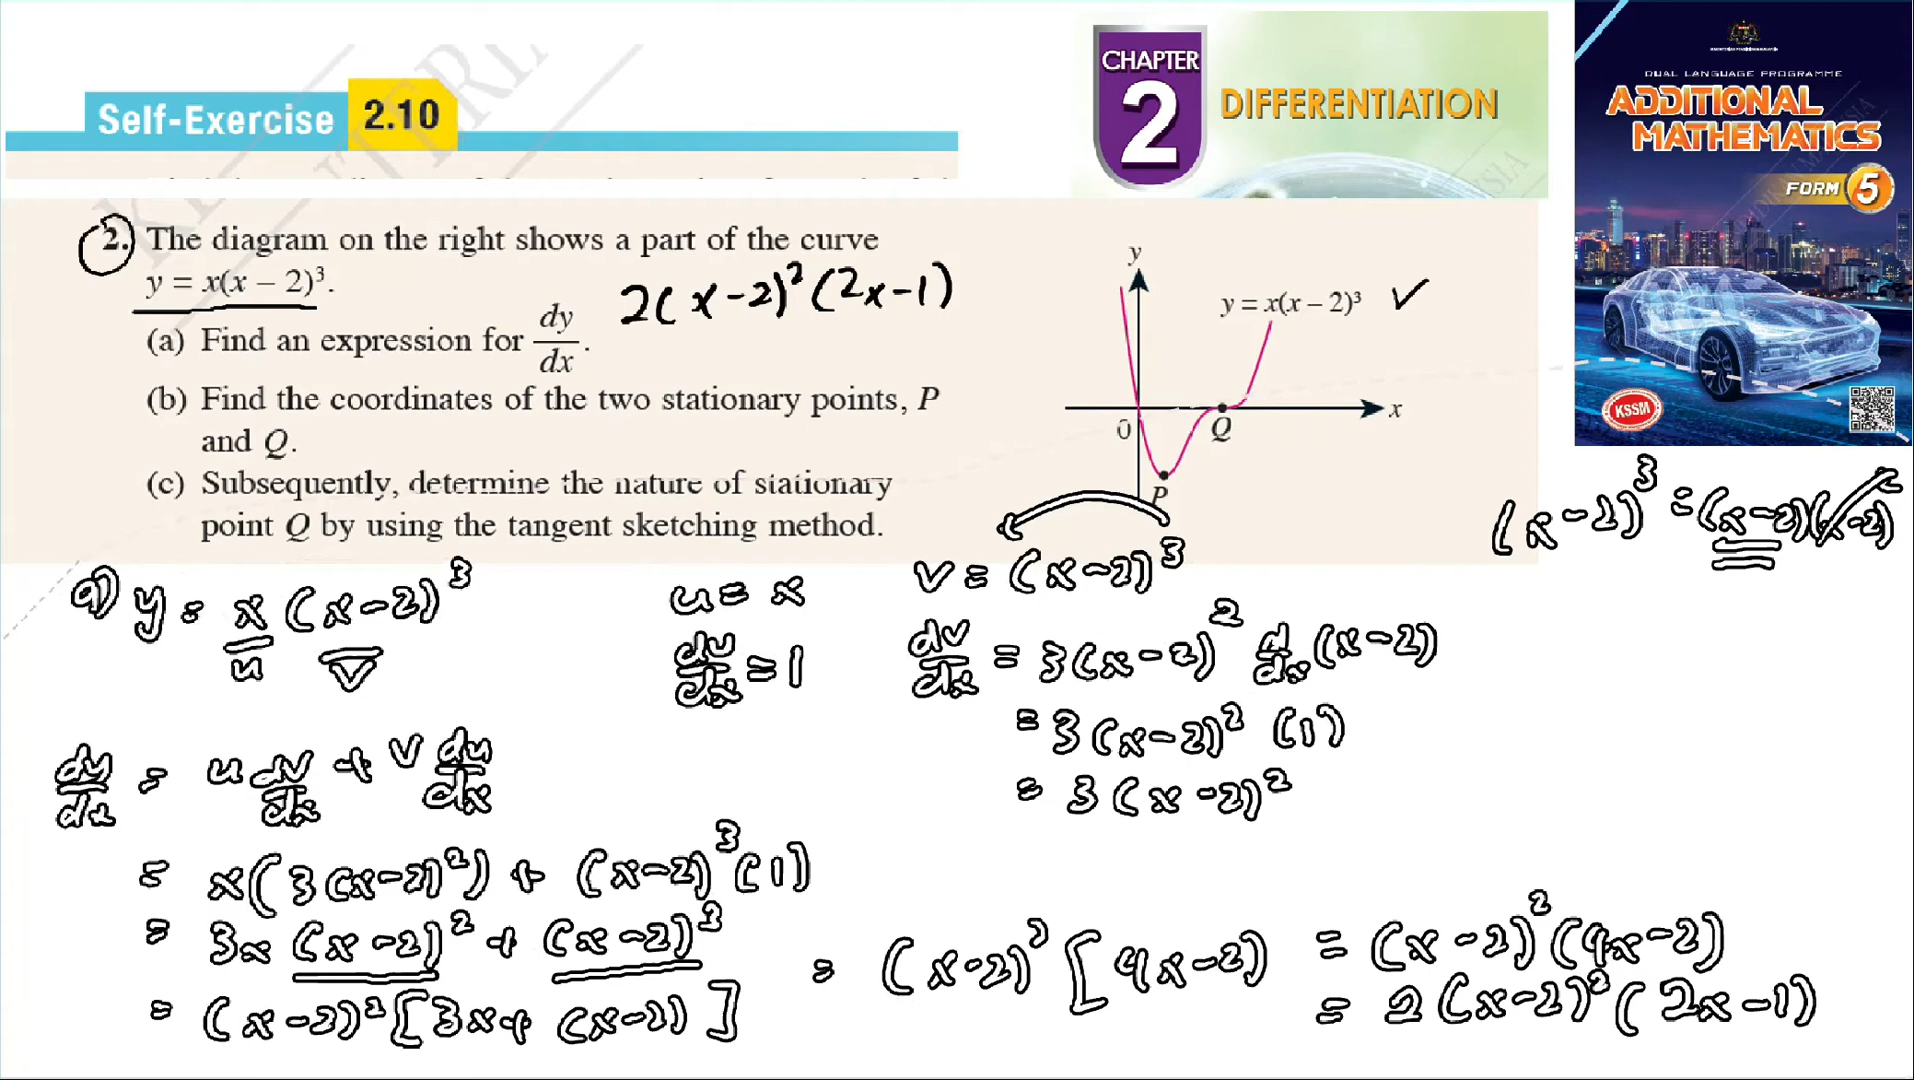 Self-Exercise 2.10
CHAPTER
2
DIFFERENTIATION
DUAL LANGUAGE PROGRAMME
ADDITIONAL
MATHEMATICS
FORM 5
KSSM
2. The diagram on the right shows a part of the curve
y = x(x – 2)³.
2(x-2)²(2x-1)
(a) Find an expression for dy/dx.
(b) Find the coordinates of the two stationary points, P
and Q.
(c) Subsequently, determine the nature of stationary
point Q by using the tangent sketching method.
y
y = x(x – 2)³ ✓
0
Q
x
P
(x-2)³ = (x-2)(x-2)²
a) y = x(x-2)³
u v
u = x
du/dx = 1
v = (x-2)³
dv/dx = 3(x-2)² d/dx (x-2)
= 3(x-2)² (1)
= 3(x-2)²
dy/dx = u dv/dx + v du/dx
= x(3(x-2)²) + (x-2)³(1)
= 3x(x-2)² + (x-2)³
= (x-2)²[3x+(x-2)]
= (x-2)²[4x-2)
= (x-2)²(4x-2)
= 2(x-2)²(2x-1)